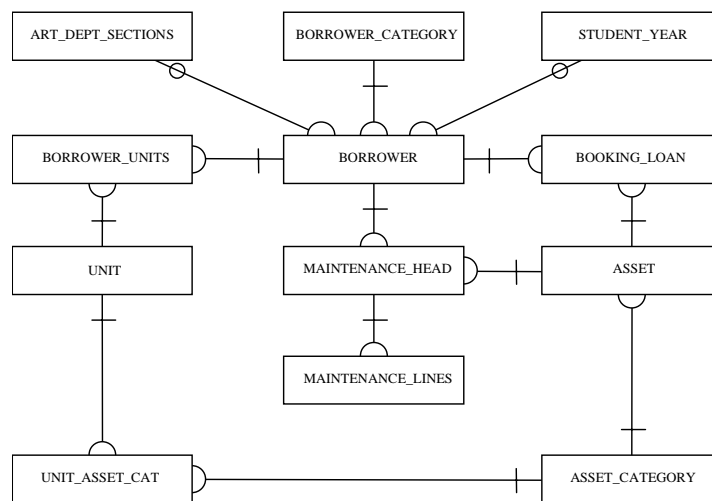 ART_DEPT_SECTIONS
BORROWER_CATEGORY
STUDENT_YEAR
BORROWER_UNITS
BORROWER
BOOKING_LOAN
UNIT
MAINTENANCE_HEAD
ASSET
MAINTENANCE_LINES
UNIT_ASSET_CAT
ASSET_CATEGORY